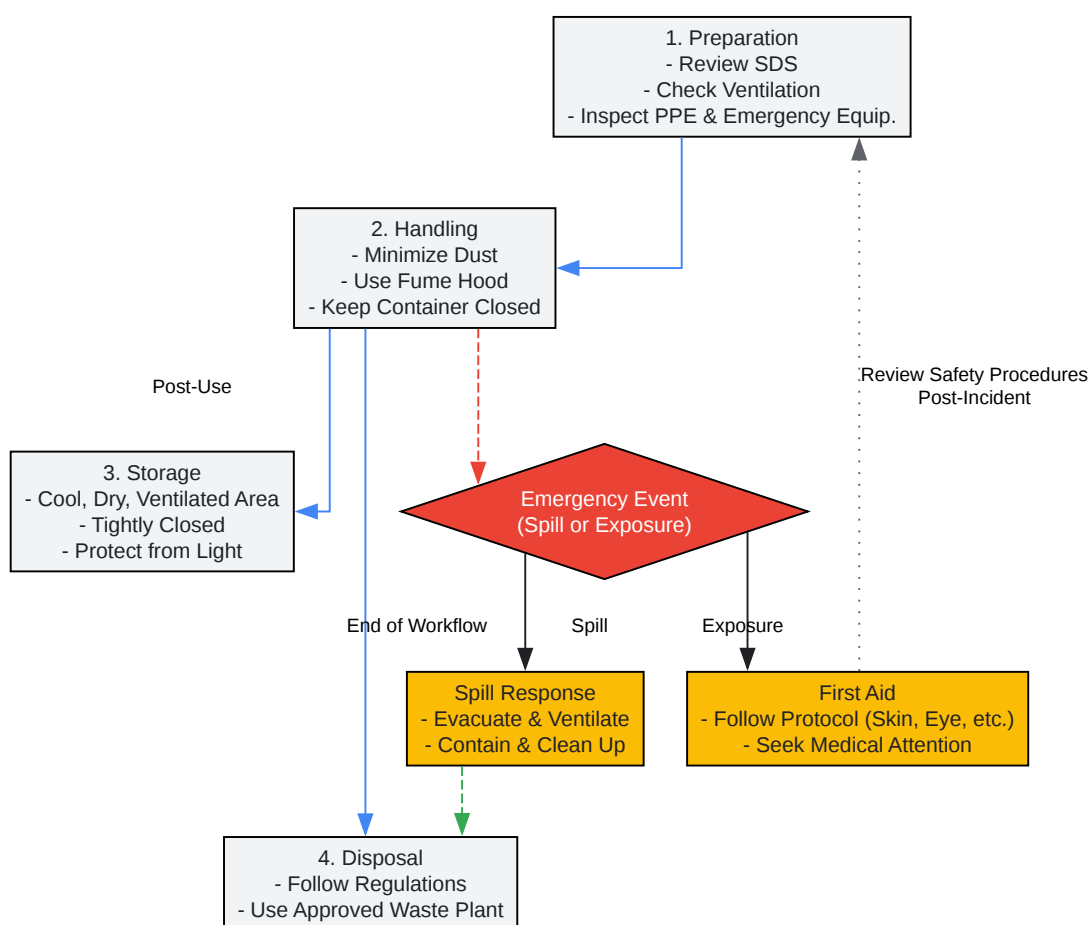 1. Preparation
- Review SDS
- Check Ventilation
- Inspect PPE & Emergency Equip.
2. Handling
- Minimize Dust
- Use Fume Hood
- Keep Container Closed
Post-Use
Review Safety Procedures
Post-Incident
3. Storage
- Cool, Dry, Ventilated Area
- Tightly Closed
- Protect from Light
Emergency Event
(Spill or Exposure)
End of Workflow
Spill
Exposure
Spill Response
- Evacuate & Ventilate
- Contain & Clean Up
First Aid
- Follow Protocol (Skin, Eye, etc.)
- Seek Medical Attention
4. Disposal
- Follow Regulations
- Use Approved Waste Plant